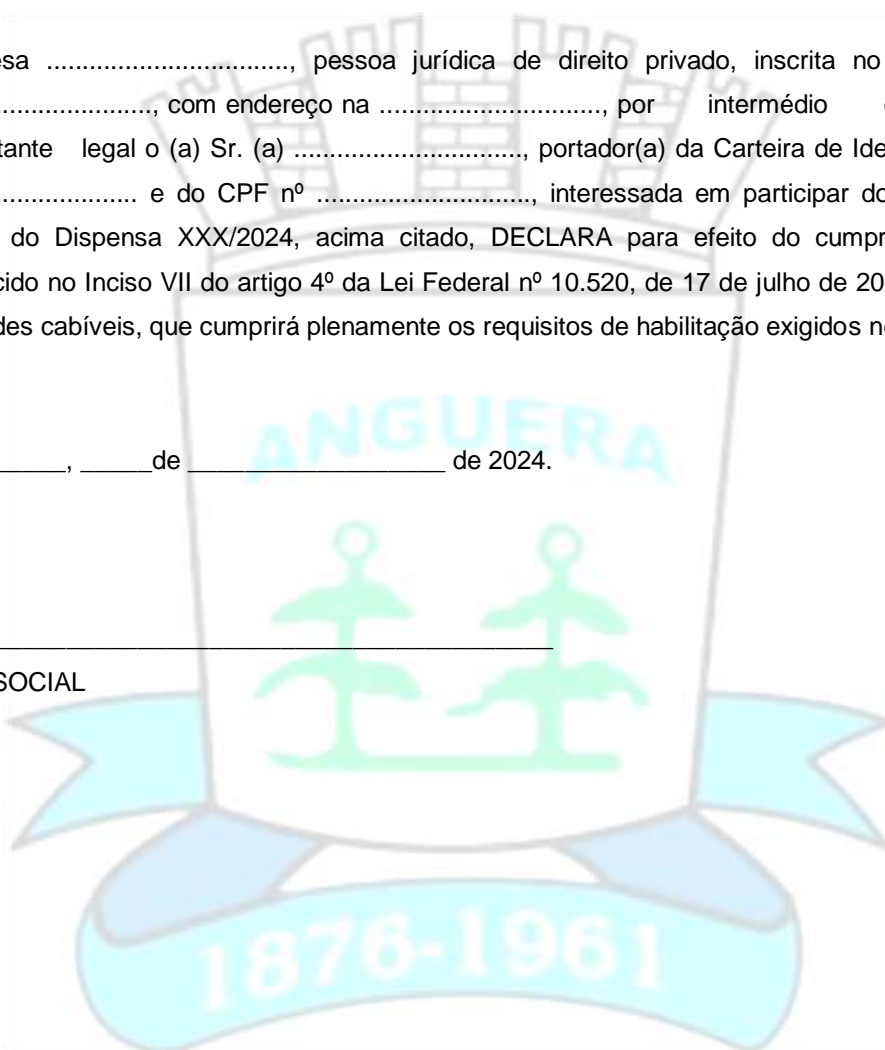 esa .................................., pessoa jurídica de direito privado, inscrita no
......................, com endereço na ..............................., por intermédio
tante legal o (a) Sr. (a) ................................, portador(a) da Carteira de Ide
.................... e do CPF nº .............................., interessada em participar do
do Dispensa XXX/2024, acima citado, DECLARA para efeito do cumpr
cido no Inciso VII do artigo 4º da Lei Federal nº 10.520, de 17 de julho de 20
des cabíveis, que cumprirá plenamente os requisitos de habilitação exigidos n
ANGUERA
_____, _____de __________________ de 2024.
_______________________________________
SOCIAL
1876-1961